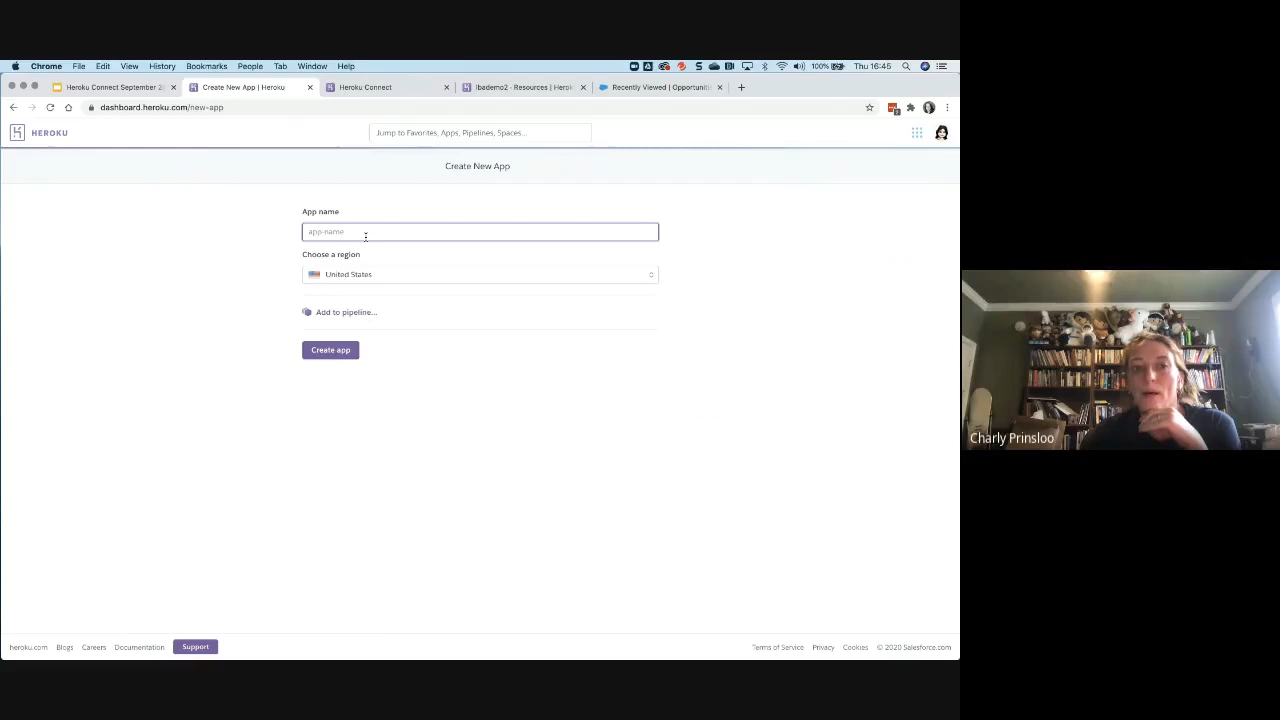 Chrome File Edit View History Bookmarks People Tab Window Help 100% Thu 16:45
Heroku Connect September 2 Create New App | Heroku Heroku Connect lbademo2 - Resources | Herok Recently Viewed | Opportuniti
dashboard.heroku.com/new-app
HEROKU Jump to Favorites, Apps, Pipelines, Spaces...
Create New App
App name
app-name
Choose a region
United States
Add to pipeline...
Create app
Charly Prinsloo
heroku.com Blogs Careers Documentation Support Terms of Service Privacy Cookies © 2020 Salesforce.com